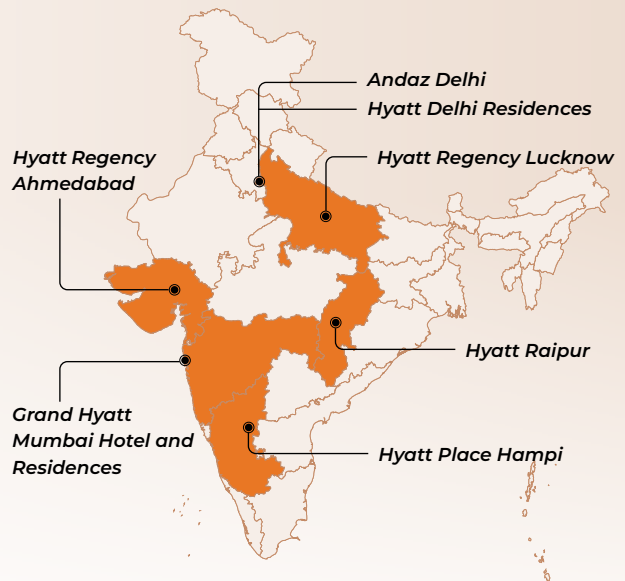 Andaz Delhi
Hyatt Delhi Residences
Hyatt Regency Lucknow
Hyatt Regency
Ahmedabad
Hyatt Raipur
Grand Hyatt
Mumbai Hotel and
Residences
Hyatt Place Hampi